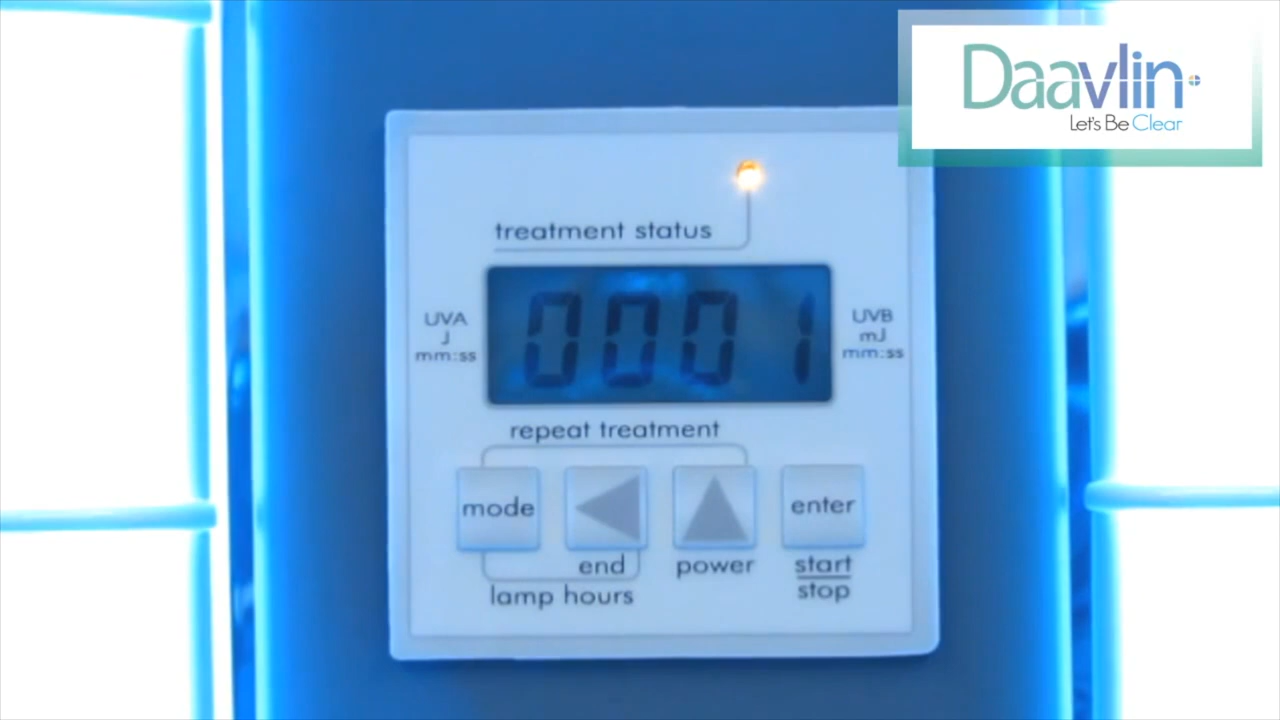 Daavlin
Let's Be Clear
treatment status
0001
UVA
J
mm:ss
UVB
mJ
mm:ss
repeat treatment
mode
enter
end
power
start
stop
lamp hours